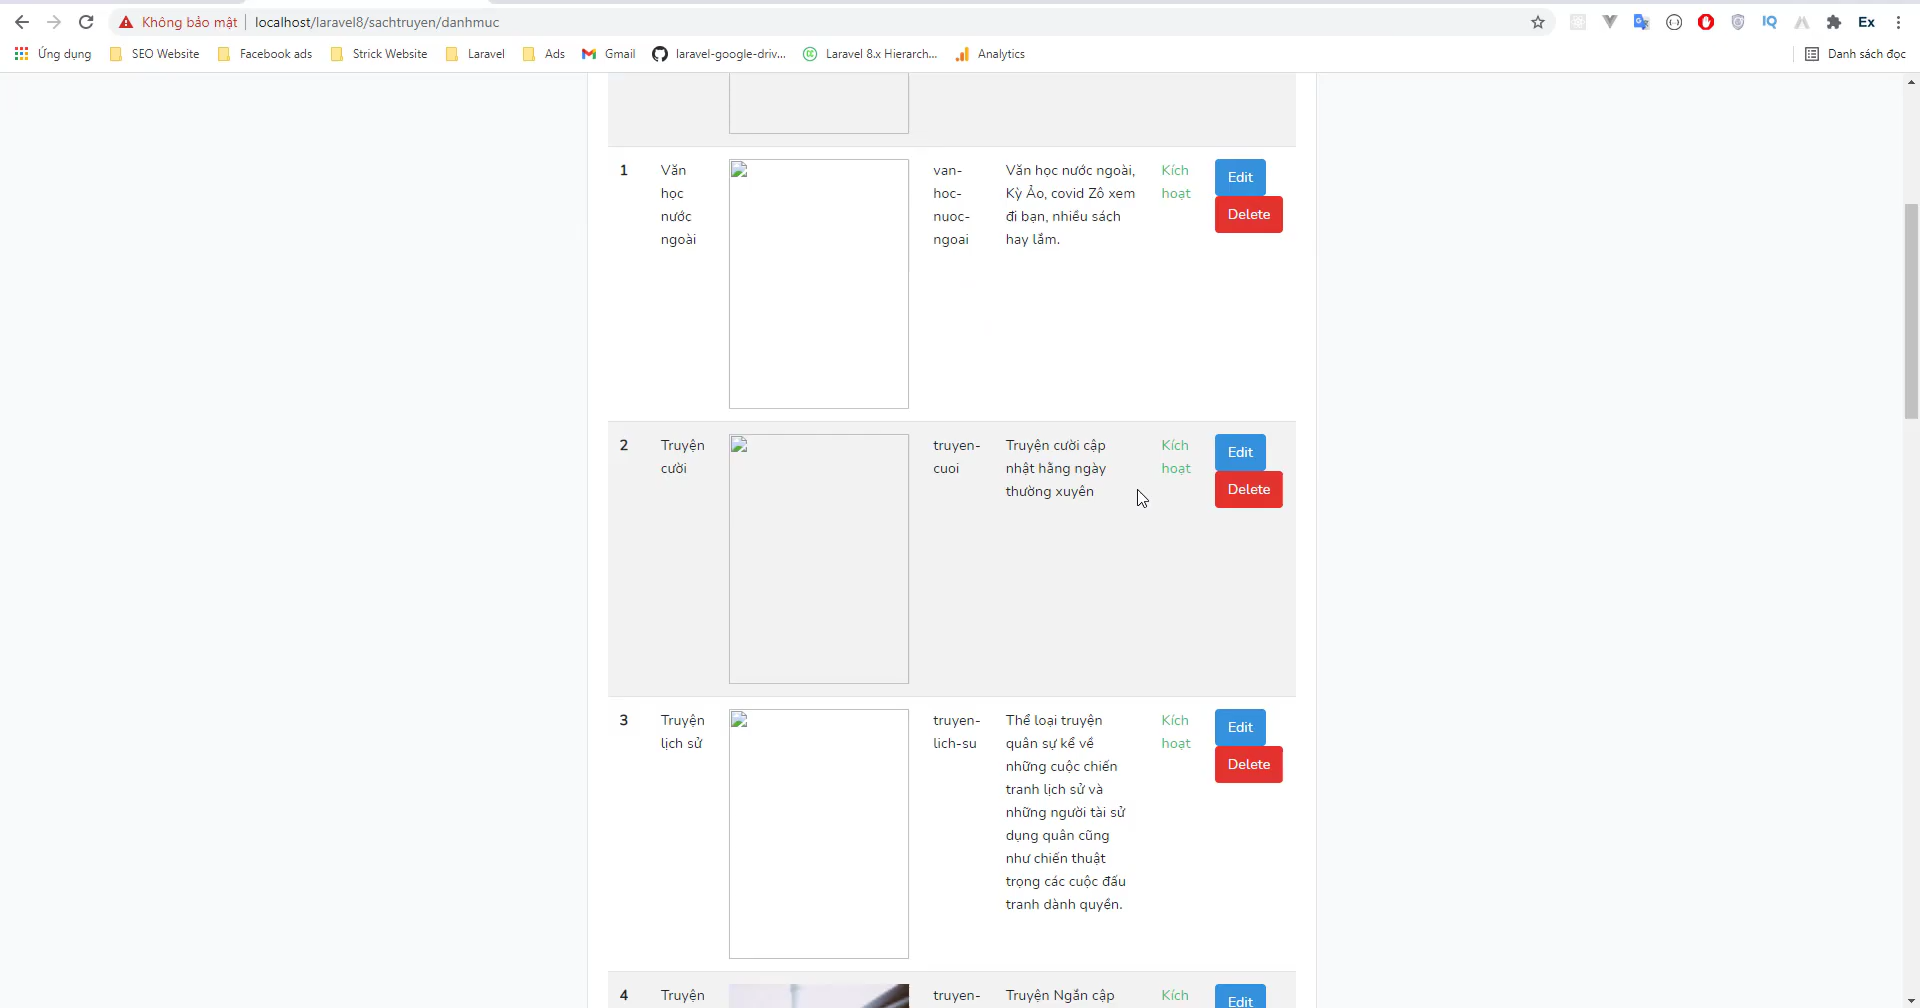 Không bảo mật
localhost/laravel8/sachtruyen/danhmuc
IQ
Ex
Ứng dụng
SEO Website
Facebook ads
Strick Website
Laravel
Ads
Gmail
laravel-google-driv...
Laravel 8.x Hierarch...
Analytics
Danh sách đọc
1
Văn
học
nước
ngoài
van-
hoc-
nuoc-
ngoai
Văn học nước ngoài,
Kỳ Ảo, covid Zô xem
đi bạn, nhiều sách
hay lắm.
Kích
hoạt
Edit
Delete
2
Truyện
cười
truyen-
cuoi
Truyện cười cập
nhật hằng ngày
thường xuyên
Kích
hoạt
Edit
Delete
3
Truyện
lịch sử
truyen-
lich-su
Thể loại truyện
quân sự kể về
những cuộc chiến
tranh lịch sử và
những người tài sử
dụng quân cũng
như chiến thuật
trong các cuộc đấu
tranh dành quyền.
Kích
hoạt
Edit
Delete
4
Truyện
truyen-
Truyện Ngắn cập
Kích
Edit